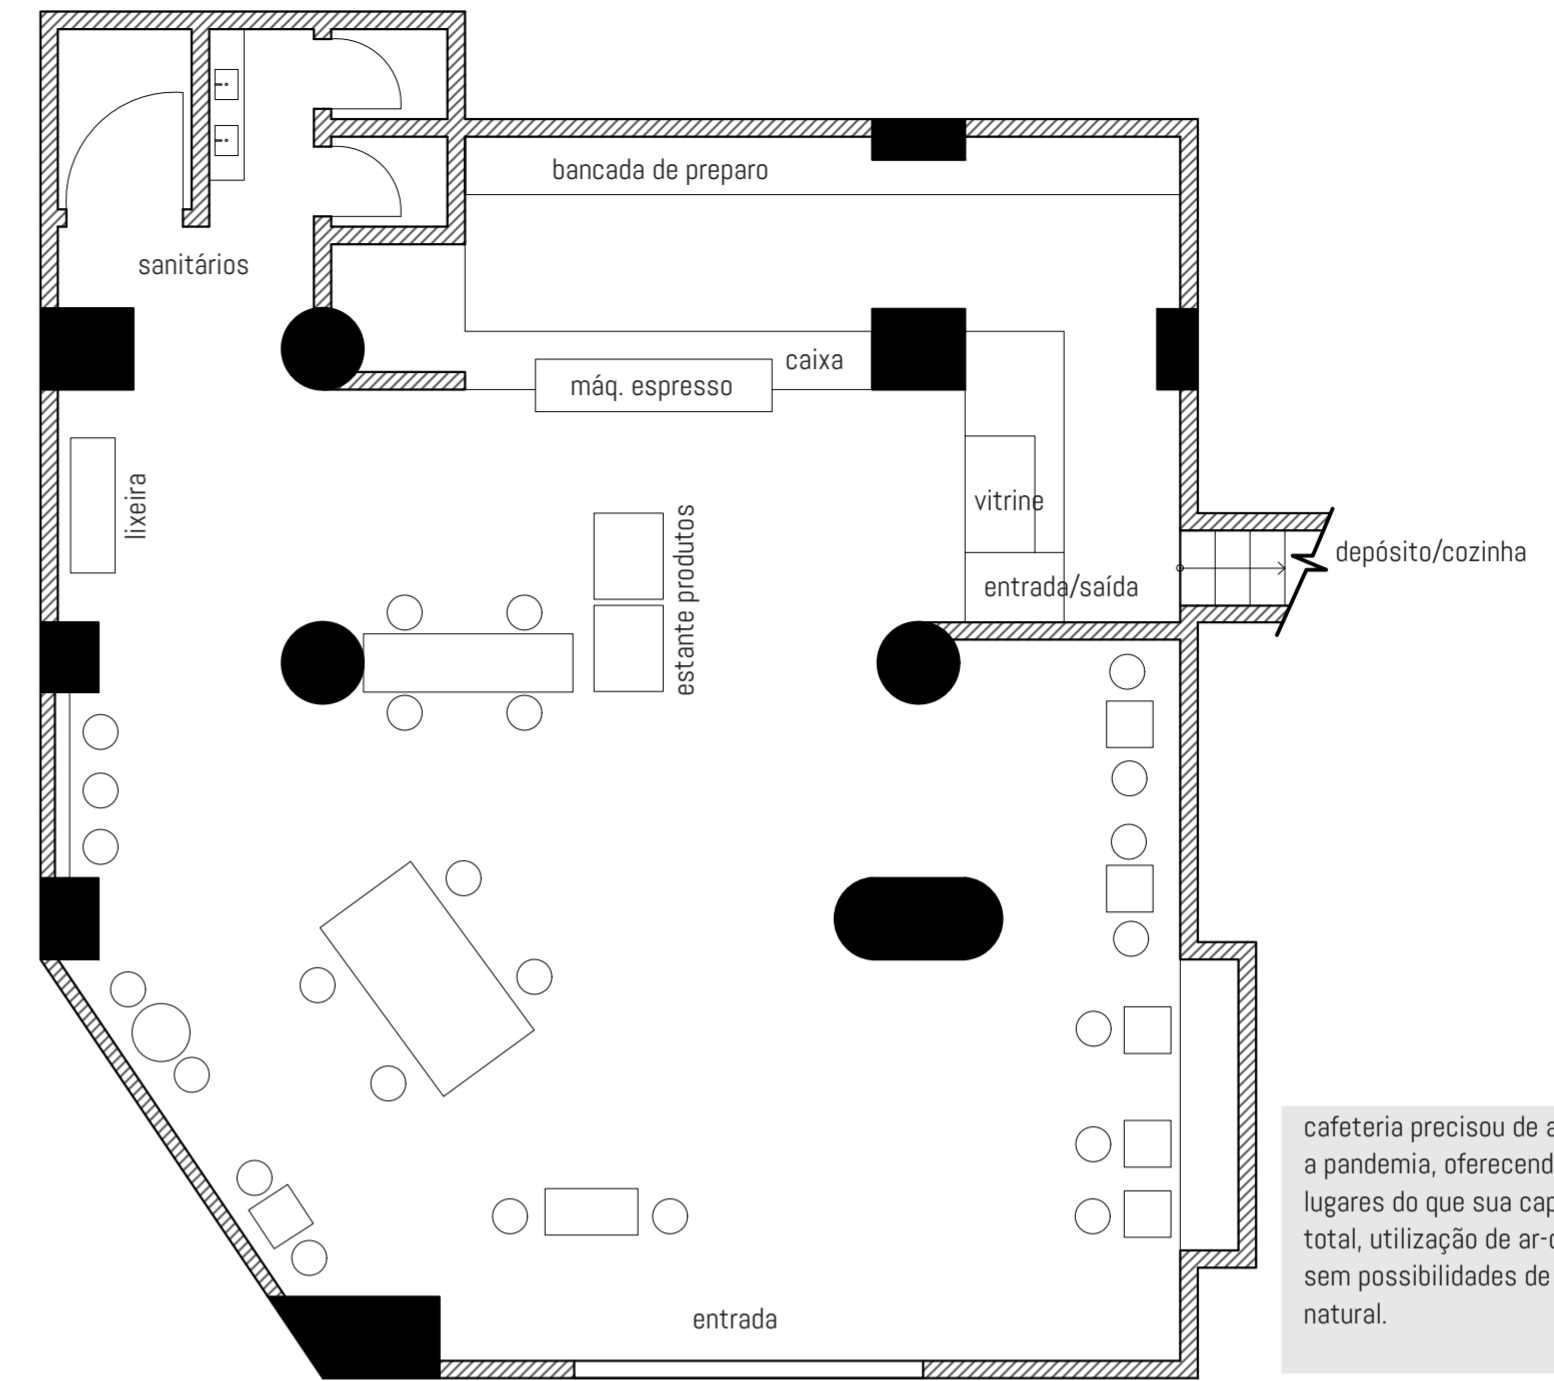 bancada de preparo
sanitários
caixa
máq. espresso
lixeira
vitrine
estante produtos
depósito/cozinha
entrada/saída
entrada
cafeteria precisou de
a pandemia, oferecend
lugares do que sua cap
total, utilização de
sem possibilidades de
natural.